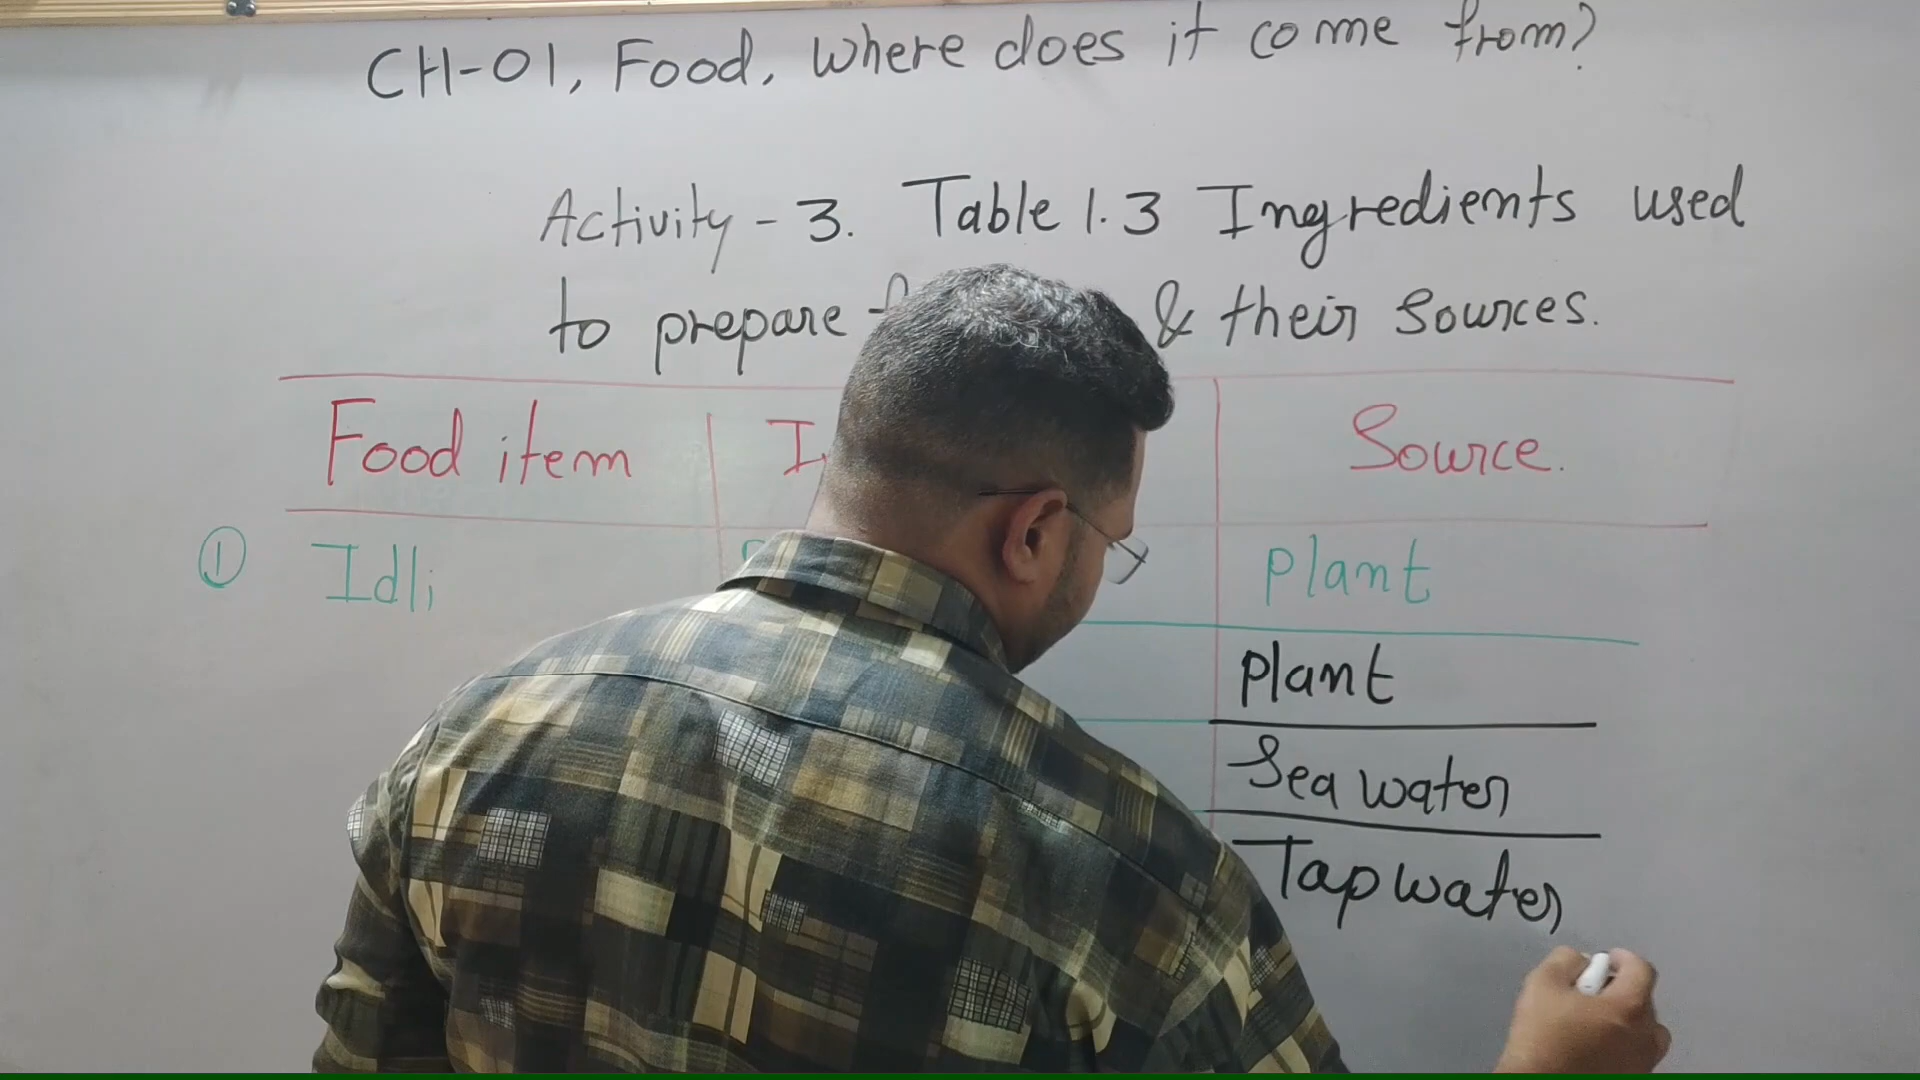 CH-01, Food, where does it come from?
Activity - 3. Table 1.3 Ingredients used
to prepare & their sources.
Food item Source.
① Idli plant
plant
Sea water
Tap water